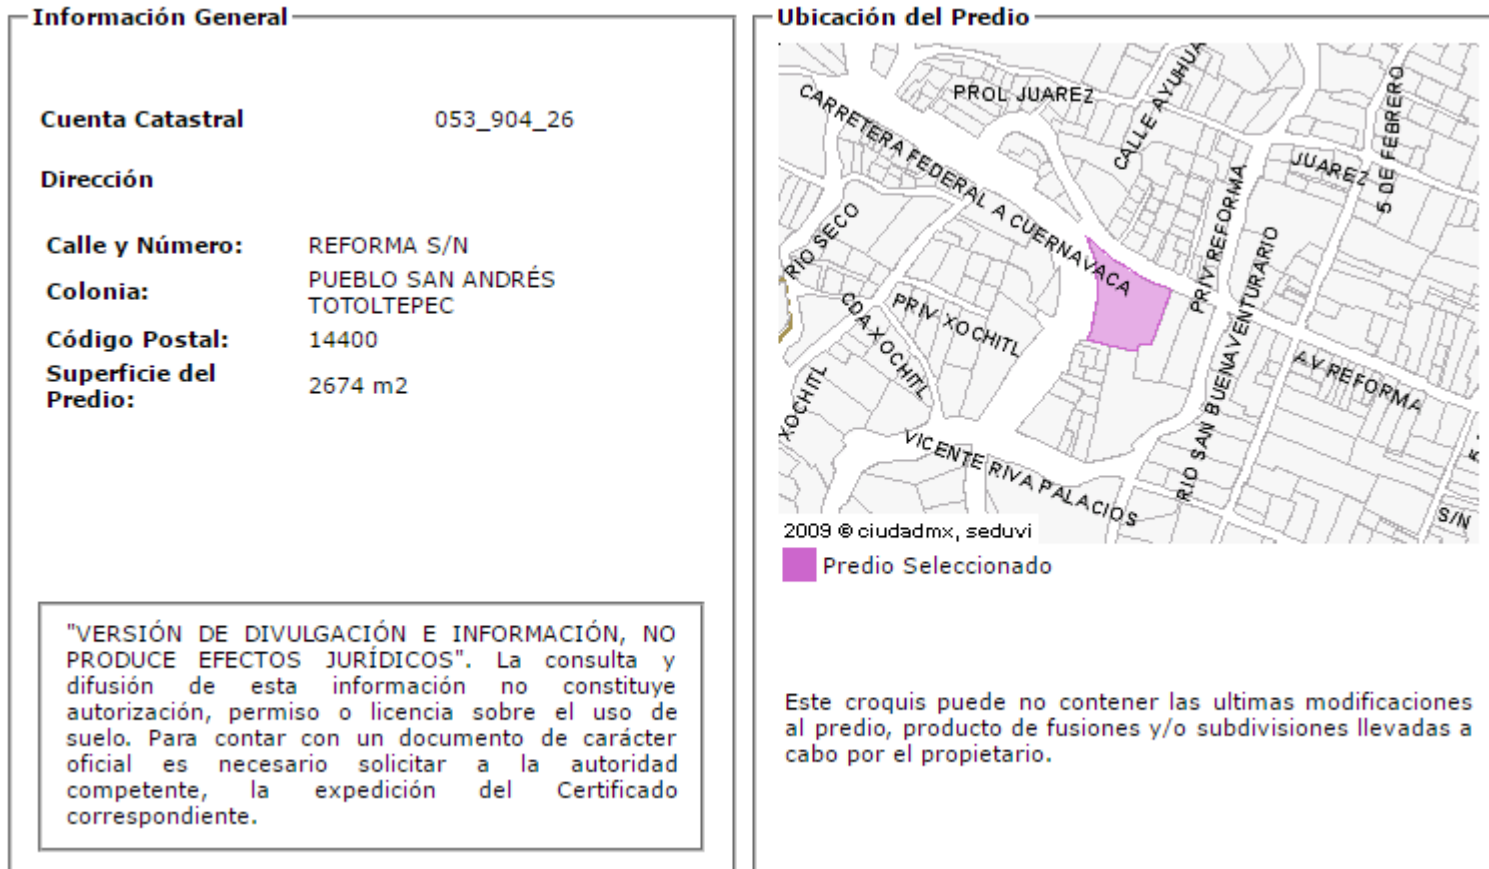 Información General
Cuenta Catastral 053_904_26
Dirección
Calle y Número: REFORMA S/N
Colonia: PUEBLO SAN ANDRÉS
TOTOLTEPEC
Código Postal: 14400
Superficie del
Predio: 2674 m2
"VERSIÓN DE DIVULGACIÓN E INFORMACIÓN, NO
PRODUCE EFECTOS JURÍDICOS". La consulta y
difusión de esta información no constituye
autorización, permiso o licencia sobre el uso de
suelo. Para contar con un documento de carácter
oficial es necesario solicitar a la autoridad
competente, la expedición del Certificado
correspondiente.
Ubicación del Predio
PROL JUAREZ
CARRETERA FEDERAL A CUERNAVACA
JUAREZ
5 DE FEBRERO
RIO SECO
PRIV REFORMA
PRIV XOCHITL
CDA XOCHITL
XOCHITL
RIO SAN BUENAVENTURARIO
AV REFORMA
VICENTE RIVA PALACIOS
S/N
2009 © ciudadmx, seduvi
Predio Seleccionado
Este croquis puede no contener las ultimas modificaciones
al predio, producto de fusiones y/o subdivisiones llevadas a
cabo por el propietario.